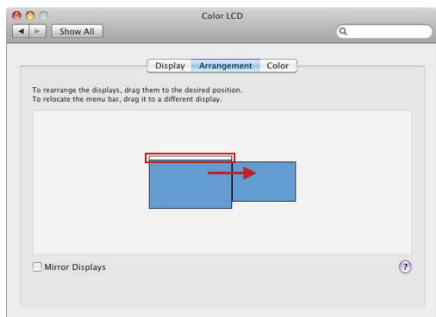 Color LCD
Show All
Display Arrangement Color
To rearrange the displays, drag them to the desired position.
To relocate the menu bar, drag it to a different display.
Mirror Displays
?